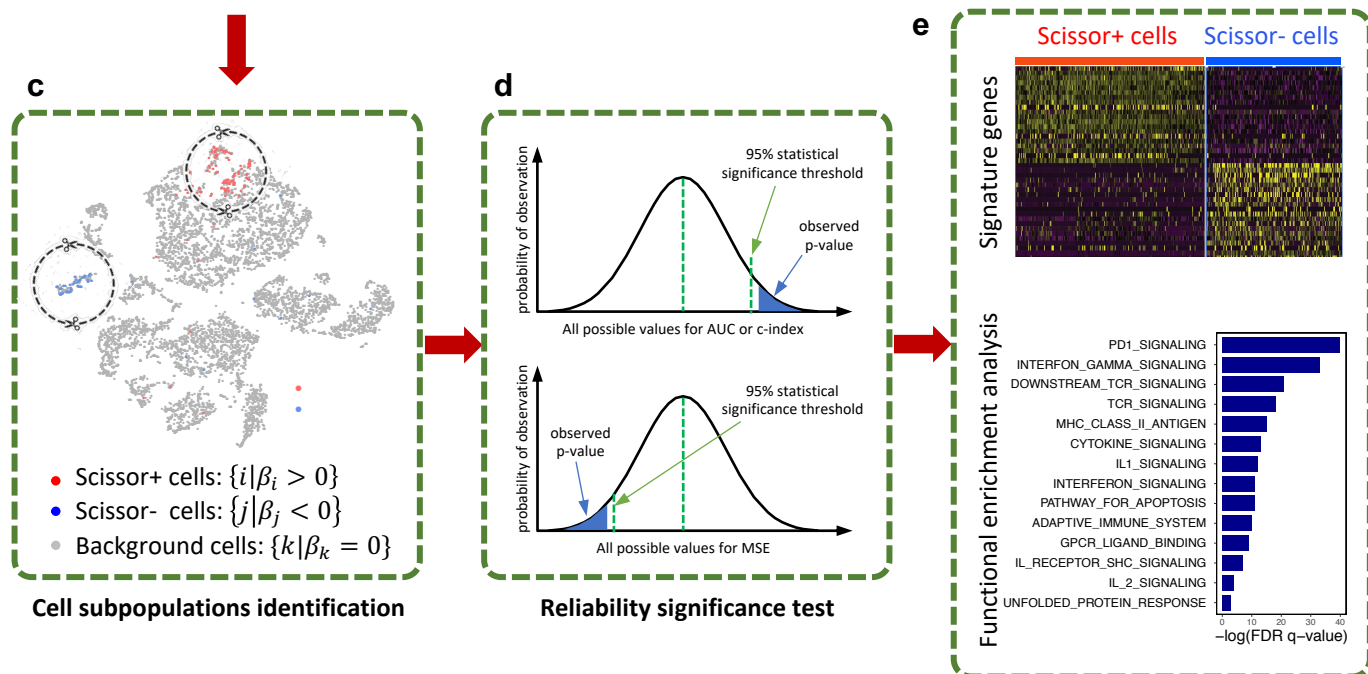 c
Scissor+ cells: {i|β_i > 0}
Scissor- cells: {j|β_j < 0}
Background cells: {k|β_k = 0}
Cell subpopulations identification
d
probability of observation
95% statistical
significance threshold
observed
p-value
All possible values for AUC or c-index
probability of observation
95% statistical
significance threshold
observed
p-value
All possible values for MSE
Reliability significance test
e
Scissor+ cells
Scissor- cells
Signature genes
Functional enrichment analysis
PD1_SIGNALING
INTERFON_GAMMA_SIGNALING
DOWNSTREAM_TCR_SIGNALING
TCR_SIGNALING
MHC_CLASS_II_ANTIGEN
CYTOKINE_SIGNALING
IL1_SIGNALING
INTERFERON_SIGNALING
PATHWAY_FOR_APOPTOSIS
ADAPTIVE_IMMUNE_SYSTEM
GPCR_LIGAND_BINDING
IL_RECEPTOR_SHC_SIGNALING
IL_2_SIGNALING
UNFOLDED_PROTEIN_RESPONSE
0 10 20 30 40
−log(FDR q−value)